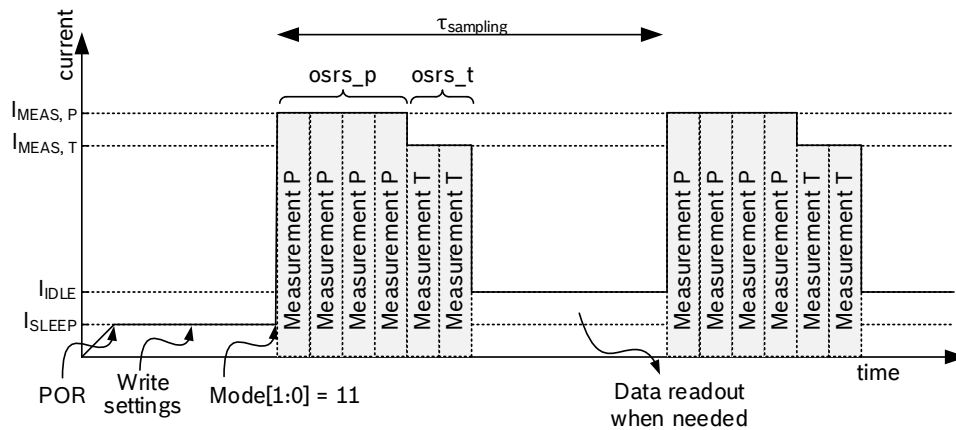 τsampling
current
osrs_p
osrs_t
IMEAS, P
IMEAS, T
Measurement P
Measurement P
Measurement P
Measurement P
Measurement T
Measurement T
Measurement P
Measurement P
Measurement P
Measurement P
Measurement T
Measurement T
IIDLE
ISLEEP
time
POR
Write
settings
Mode[1:0] = 11
Data readout
when needed